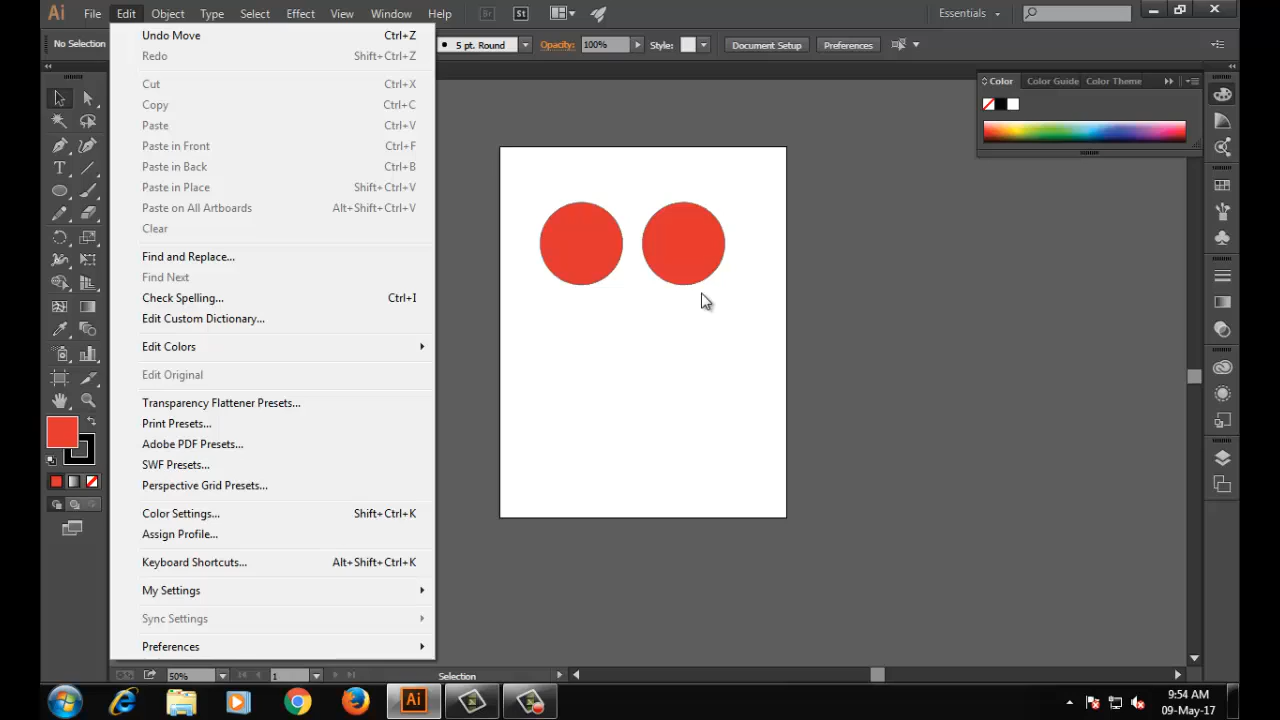 Ai File Edit Object Type Select Effect View Window Help Br St Essentials
No Selection 5 pt. Round Opacity: 100% Style: Document Setup Preferences
Undo Move Ctrl+Z
Redo Shift+Ctrl+Z
Cut Ctrl+X
Copy Ctrl+C
Paste Ctrl+V
Paste in Front Ctrl+F
Paste in Back Ctrl+B
Paste in Place Shift+Ctrl+V
Paste on All Artboards Alt+Shift+Ctrl+V
Clear
Find and Replace...
Find Next
Check Spelling... Ctrl+I
Edit Custom Dictionary...
Edit Colors
Edit Original
Transparency Flattener Presets...
Print Presets...
Adobe PDF Presets...
SWF Presets...
Perspective Grid Presets...
Color Settings... Shift+Ctrl+K
Assign Profile...
Keyboard Shortcuts... Alt+Shift+Ctrl+K
My Settings
Sync Settings
Preferences
Color Color Guide Color Theme
50% 1 Selection
Ai
9:54 AM
09-May-17